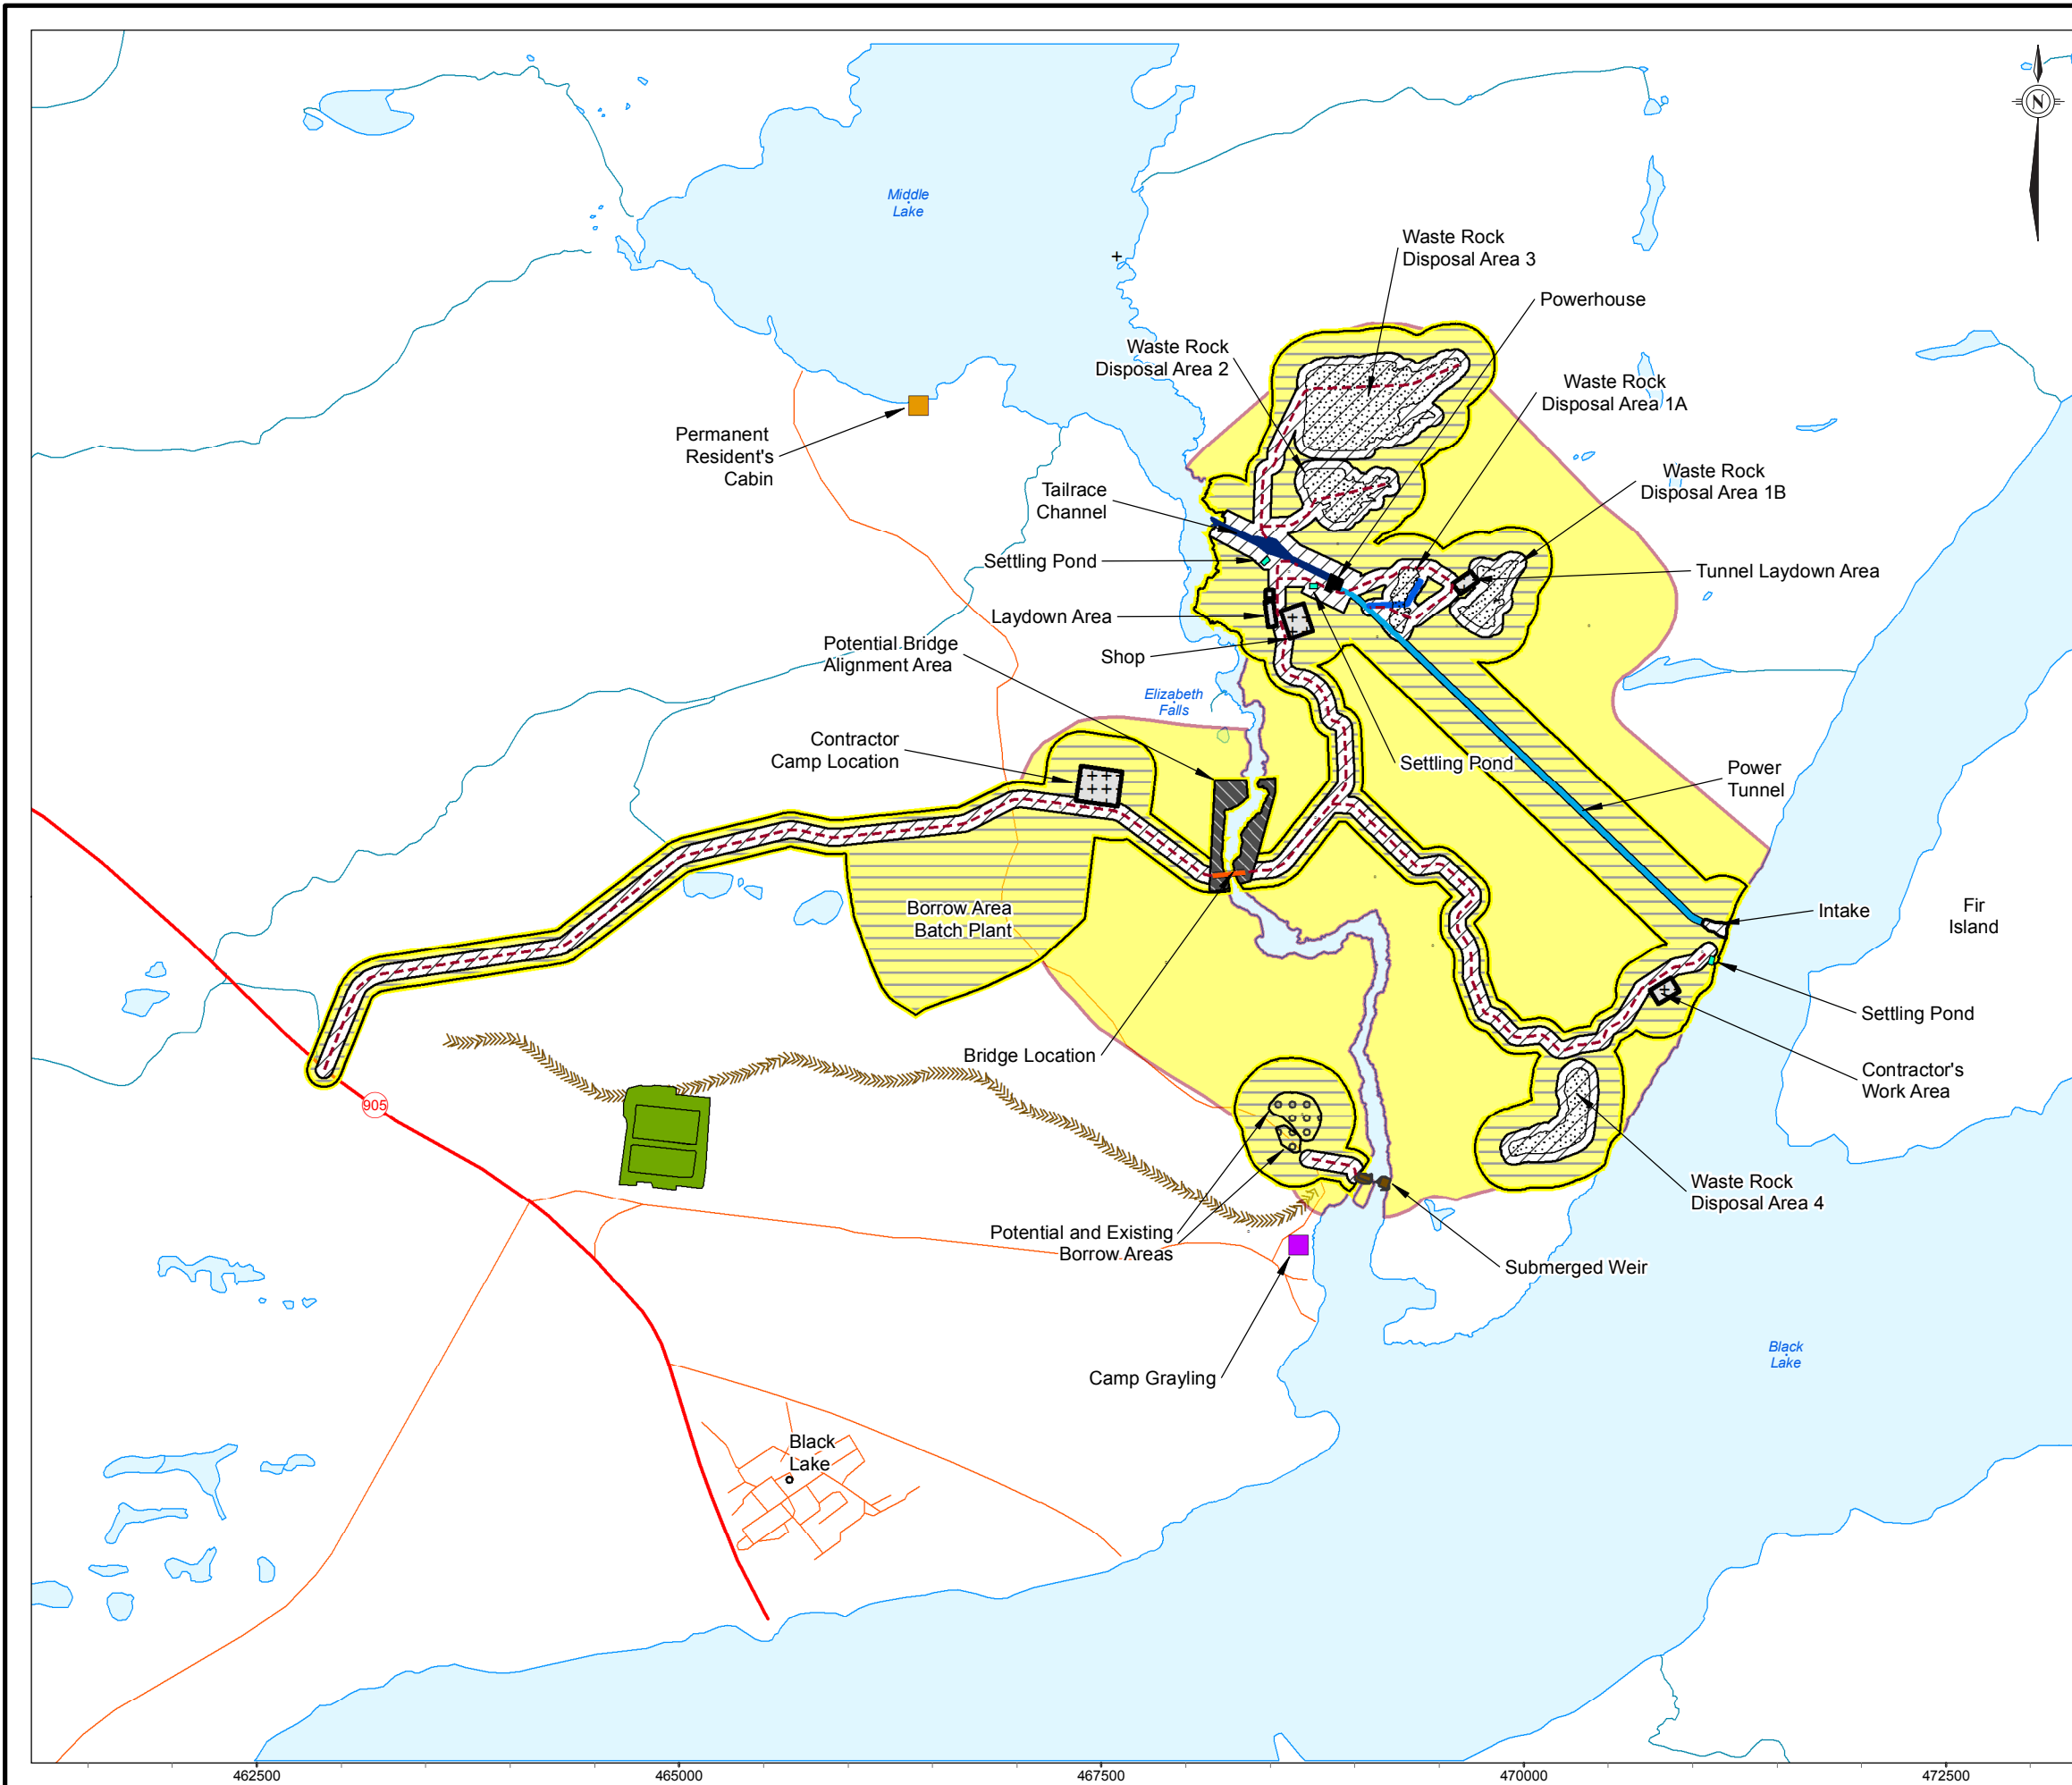 N
Middle
Lake
Waste Rock
Disposal Area 3
Powerhouse
Waste Rock
Disposal Area 2
Waste Rock
Disposal Area 1A
Permanent
Resident's
Cabin
Waste Rock
Disposal Area 1B
Tailrace
Channel
Settling Pond
Tunnel Laydown Area
Laydown Area
Potential Bridge
Alignment Area
Shop
Elizabeth
Falls
Contractor
Camp Location
Settling Pond
Power
Tunnel
Borrow Area
Batch Plant
Intake
Fir
Island
Settling Pond
Bridge Location
Contractor's
Work Area
905
Waste Rock
Disposal Area 4
Potential and Existing
Borrow Areas
Submerged Weir
Black
Lake
Camp Grayling
Black
Lake
462500
465000
467500
470000
472500